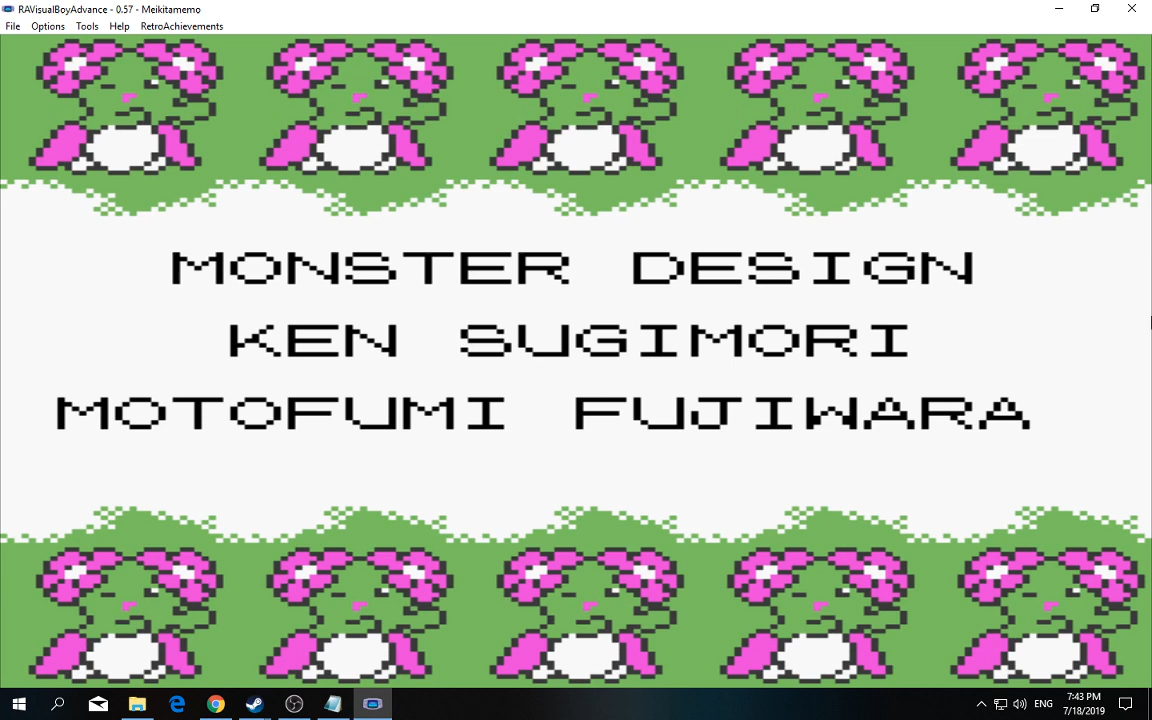 RAVisualBoyAdvance - 0.57 - Meikitamemo
File Options Tools Help RetroAchievements
MONSTER DESIGN
KEN SUGIMORI
MOTOFUMI FUJIWARA
ENG
7:43 PM
7/18/2019